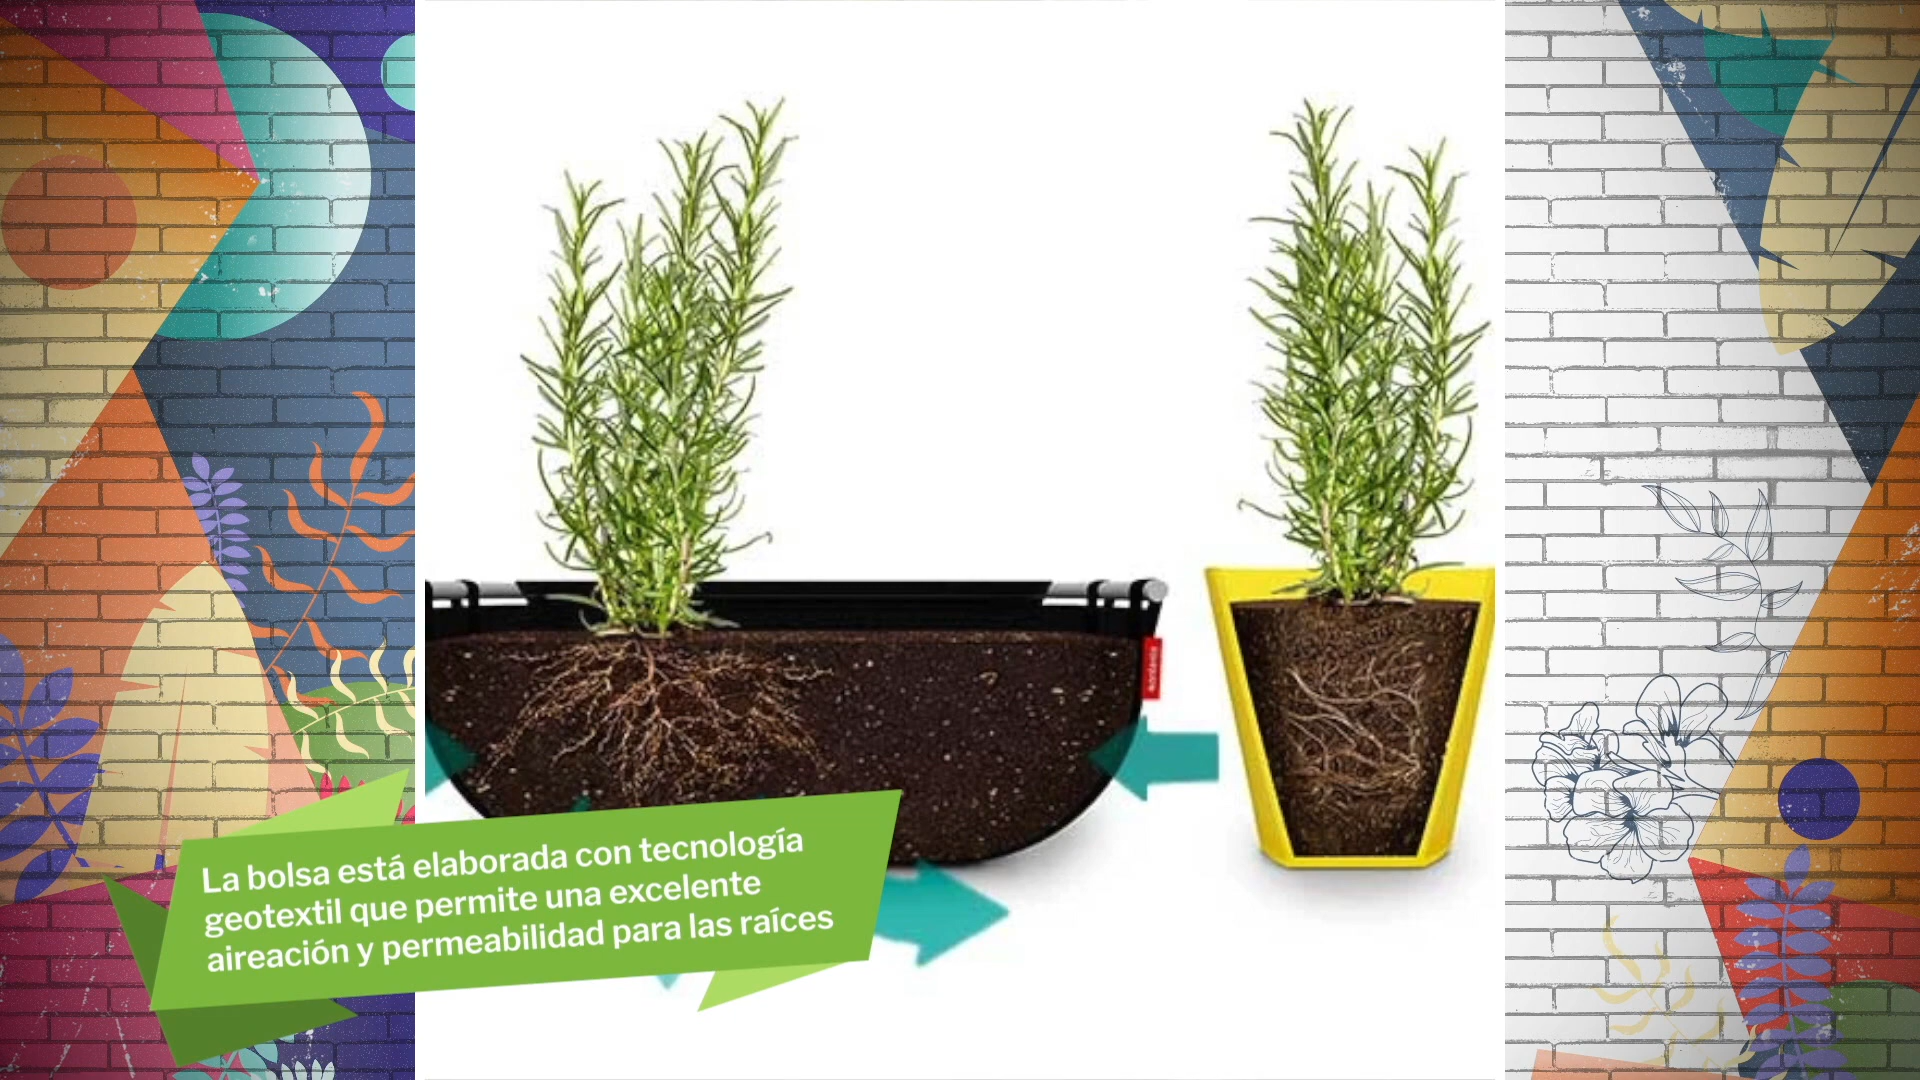 La bolsa está elaborada con tecnología
geotextil que permite una excelente
aireación y permeabilidad para las raíces